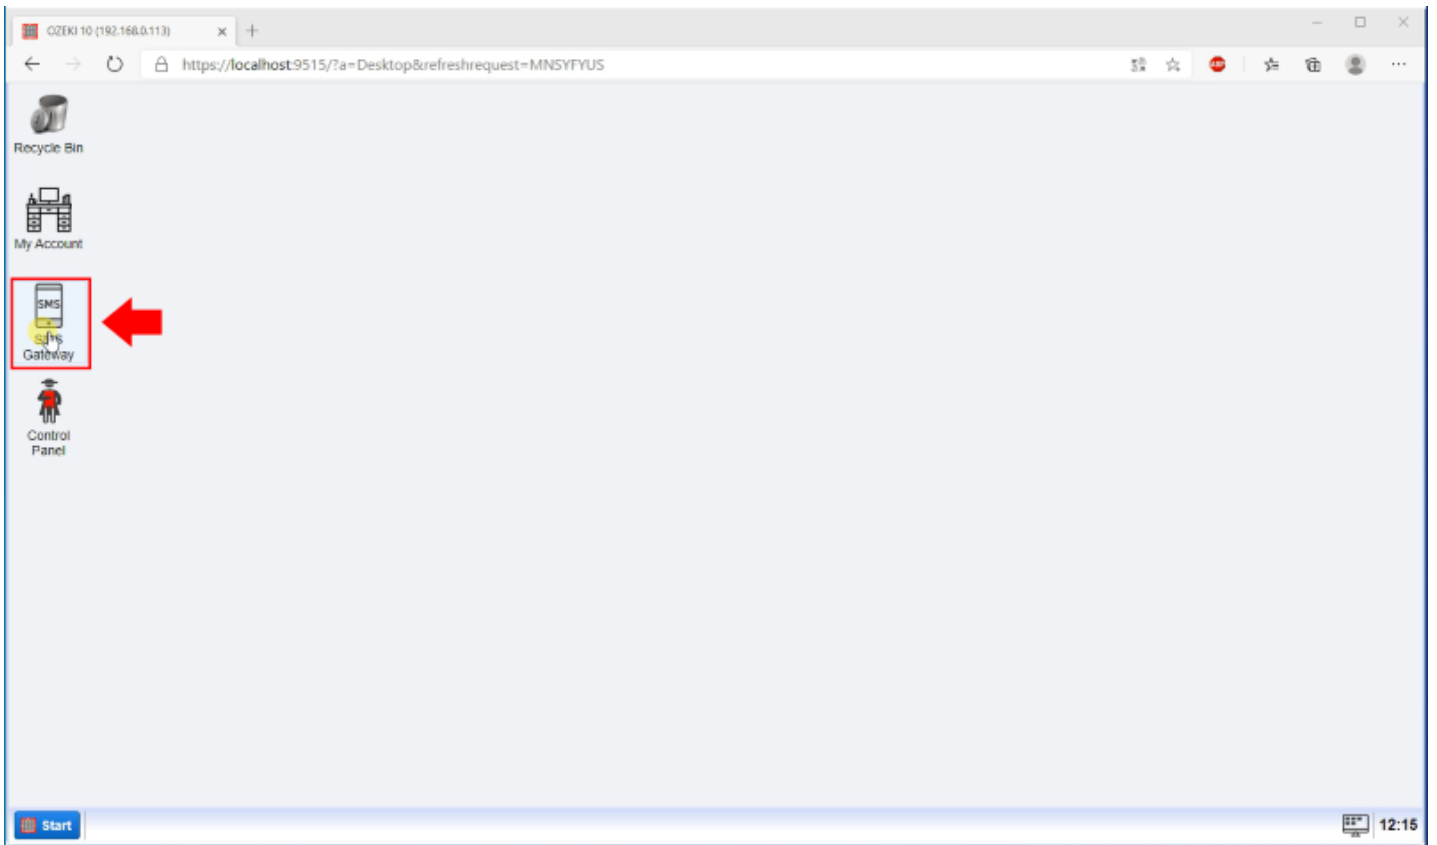 OZEKI 10 (192.168.0.113)
https://localhost:9515/?a=Desktop&refreshrequest=MNSYFYUS
ABP
Recycle Bin
My Account
SMS
SMS
Gateway
Control
Panel
Start
12:15